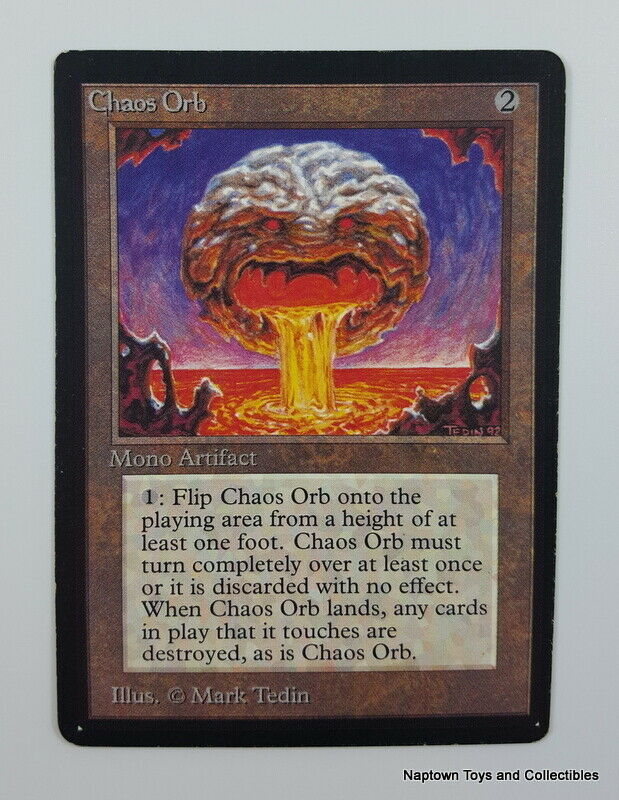 Chaos Orb 2
TEDIN 92
Mono Artifact
1: Flip Chaos Orb onto the
playing area from a height of at
least one foot. Chaos Orb must
turn completely over at least once
or it is discarded with no effect.
When Chaos Orb lands, any cards
in play that it touches are
destroyed, as is Chaos Orb.
Illus. © Mark Tedin
Naptown Toys and Collectibles